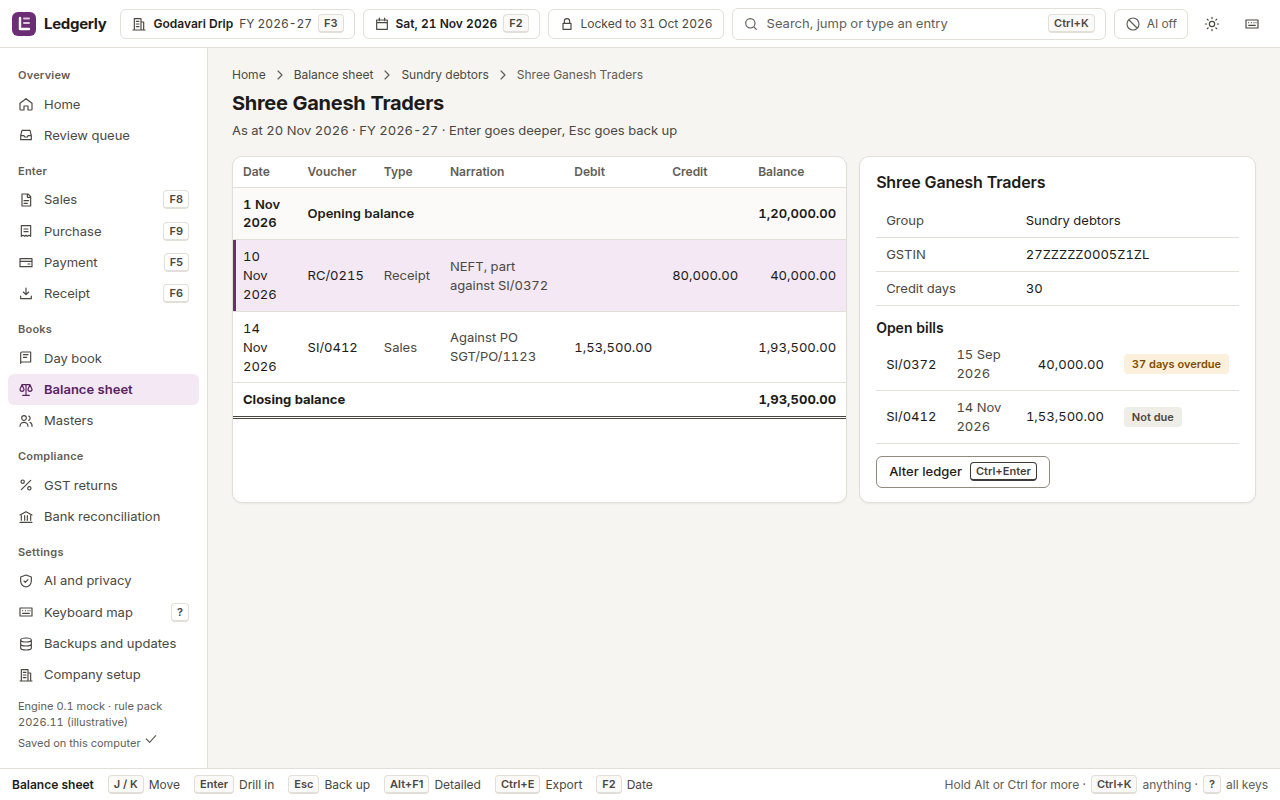 Ledgerly
Godavari Drip FY 2026-27 F3
Sat, 21 Nov 2026 F2
Locked to 31 Oct 2026
Search, jump or type an entry Ctrl+K
AI off
Overview
Home
Review queue
Enter
Sales F8
Purchase F9
Payment F5
Receipt F6
Books
Day book
Balance sheet
Masters
Compliance
GST returns
Bank reconciliation
Settings
AI and privacy
Keyboard map ?
Backups and updates
Company setup
Engine 0.1 mock · rule pack
2026.11 (illustrative)
Saved on this computer
Home Balance sheet Sundry debtors Shree Ganesh Traders
Shree Ganesh Traders
As at 20 Nov 2026 · FY 2026-27 · Enter goes deeper, Esc goes back up
Date Voucher Type Narration Debit Credit Balance
1 Nov
2026
Opening balance 1,20,000.00
10
Nov
2026
RC/0215 Receipt
NEFT, part
against SI/0372
80,000.00 40,000.00
14
Nov
2026
SI/0412 Sales
Against PO
SGT/PO/1123
1,53,500.00 1,93,500.00
Closing balance 1,93,500.00
Shree Ganesh Traders
Group Sundry debtors
GSTIN 27ZZZZZ0005Z1ZL
Credit days 30
Open bills
SI/0372
15 Sep
2026
40,000.00 37 days overdue
SI/0412
14 Nov
2026
1,53,500.00 Not due
Alter ledger Ctrl+Enter
Balance sheet J / K Move Enter Drill in Esc Back up Alt+F1 Detailed Ctrl+E Export F2 Date
Hold Alt or Ctrl for more · Ctrl+K anything · ? all keys